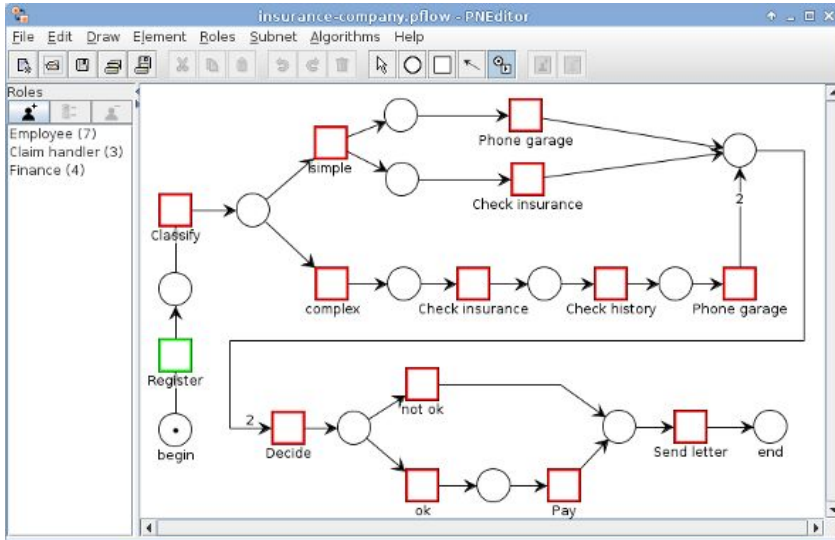 insurance-company.pflow - PNEditor
File Edit Draw Element Roles Subnet Algorithms Help
Roles
Employee (7)
Claim handler (3)
Finance (4)
Phone garage
simple
Check insurance
2
Classify
complex
Check insurance
Check history
Phone garage
Register
not ok
2
begin
Decide
Send letter
end
ok
Pay